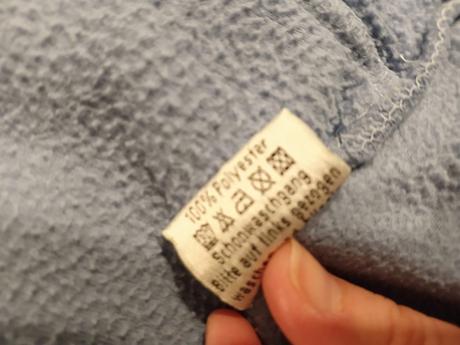 100% Polyester
Schonwaschgang
Bitte auf links gezogen